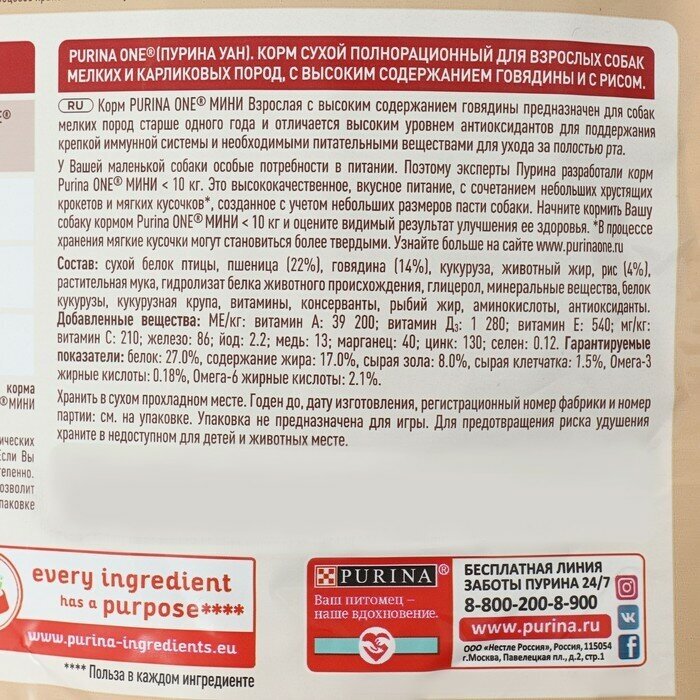 PURINA ONE®(ПУРИНА УАН). КОРМ СУХОЙ ПОЛНОРАЦИОННЫЙ ДЛЯ ВЗРОСЛЫХ СОБАК
МЕЛКИХ И КАРЛИКОВЫХ ПОРОД, С ВЫСОКИМ СОДЕРЖАНИЕМ ГОВЯДИНЫ И С РИСОМ.
RU Корм PURINA ONE® МИНИ Взрослая с высоким содержанием говядины предназначен для собак
мелких пород старше одного года и отличается высоким уровнем антиоксидантов для поддержания
крепкой иммунной системы и необходимыми питательными веществами для ухода за полостью рта.
У Вашей маленькой собаки особые потребности в питании. Поэтому эксперты Пурина разработали корм
Purina ONE® МИНИ < 10 кг. Это высококачественное, вкусное питание, с сочетанием небольших хрустящих
крокетов и мягких кусочков*, созданное с учетом небольших размеров пасти собаки. Начните кормить Вашу
собаку кормом Purina ONE® МИНИ < 10 кг и оцените видимый результат улучшения ее здоровья. *В процессе
хранения мягкие кусочки могут становиться более твердыми. Узнайте больше на сайте www.purinaone.ru
Состав: сухой белок птицы, пшеница (22%), говядина (14%), кукуруза, животный жир, рис (4%),
растительная мука, гидролизат белка животного происхождения, глицерол, минеральные вещества, белок
кукурузы, кукурузная крупа, витамины, консерванты, рыбий жир, аминокислоты, антиоксиданты.
Добавленные вещества: МЕ/кг: витамин А: 39 200; витамин Д₃: 1 280; витамин Е: 540; мг/кг:
витамин С: 210; железо: 86; йод: 2.2; медь: 13; марганец: 40; цинк: 130; селен: 0.12. Гарантируемые
показатели: белок: 27.0%, содержание жира: 17.0%, сырая зола: 8.0%, сырая клетчатка: 1.5%, Омега-3
жирные кислоты: 0.18%, Омега-6 жирные кислоты: 2.1%.
Хранить в сухом прохладном месте. Годен до, дату изготовления, регистрационный номер фабрики и номер
партии: см. на упаковке. Упаковка не предназначена для игры. Для предотвращения риска удушения
храните в недоступном для детей и животных месте.
корма
®МИНИ
Если Вы
упаковке
every ingredient
has a purpose****
www.purina-ingredients.eu
**** Польза в каждом ингредиенте
PURINA
Ваш питомец –
наше вдохновение.
БЕСПЛАТНАЯ ЛИНИЯ
ЗАБОТЫ ПУРИНА 24/7
8-800-200-8-900
www.purina.ru
ООО «Нестле Россия», Россия, 115054
г.Москва, Павелецкая пл., д.2, стр.1